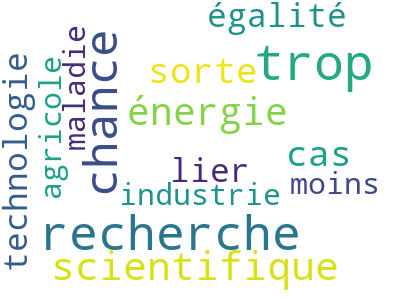 égalité
trop
sorte
énergie
chance
maladie
agricole
technologie
lier
cas
moins
industrie
recherche
scientifique